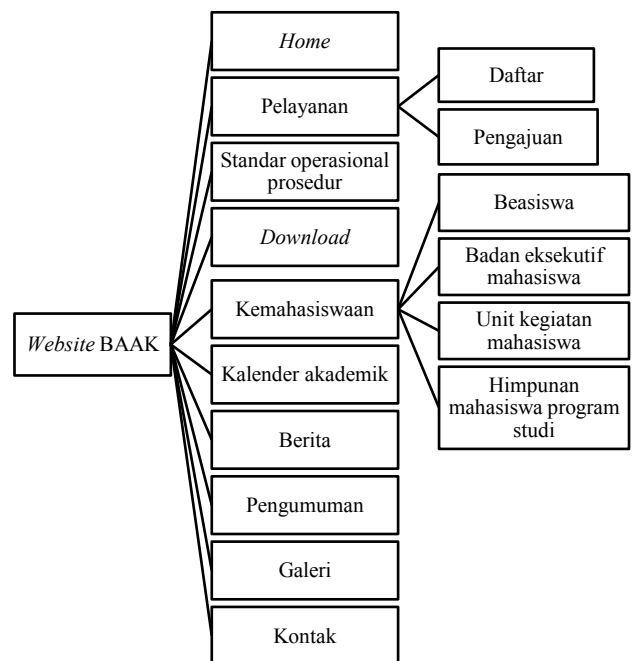 Website BAAK
Home
Pelayanan
Daftar
Pengajuan
Standar operasional
prosedur
Download
Kemahasiswaan
Beasiswa
Badan eksekutif
mahasiswa
Unit kegiatan
mahasiswa
Himpunan
mahasiswa program
studi
Kalender akademik
Berita
Pengumuman
Galeri
Kontak